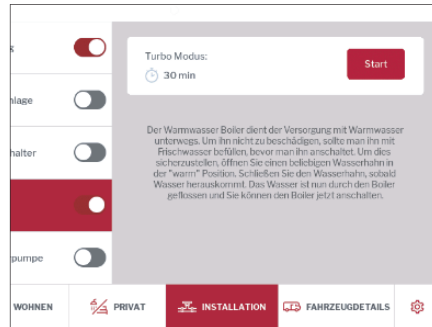 Turbo Modus:
30 min
Start
nlage
halter
pumpe
Der Warmwasser Boiler dient der Versorgung mit Warmwasser
unterwegs. Um ihn nicht zu beschädigen, sollte man ihn mit
Frischwasser befüllen, bevor man ihn anschaltet. Um dies
sicherzustellen, öffnen Sie einen beliebigen Wasserhahn in
der "warm" Position. Schließen Sie den Wasserhahn, sobald
Wasser herauskommt. Das Wasser ist nun durch den Boiler
geflossen und Sie können den Boiler jetzt anschalten.
WOHNEN
PRIVAT
INSTALLATION
FAHRZEUGDETAILS